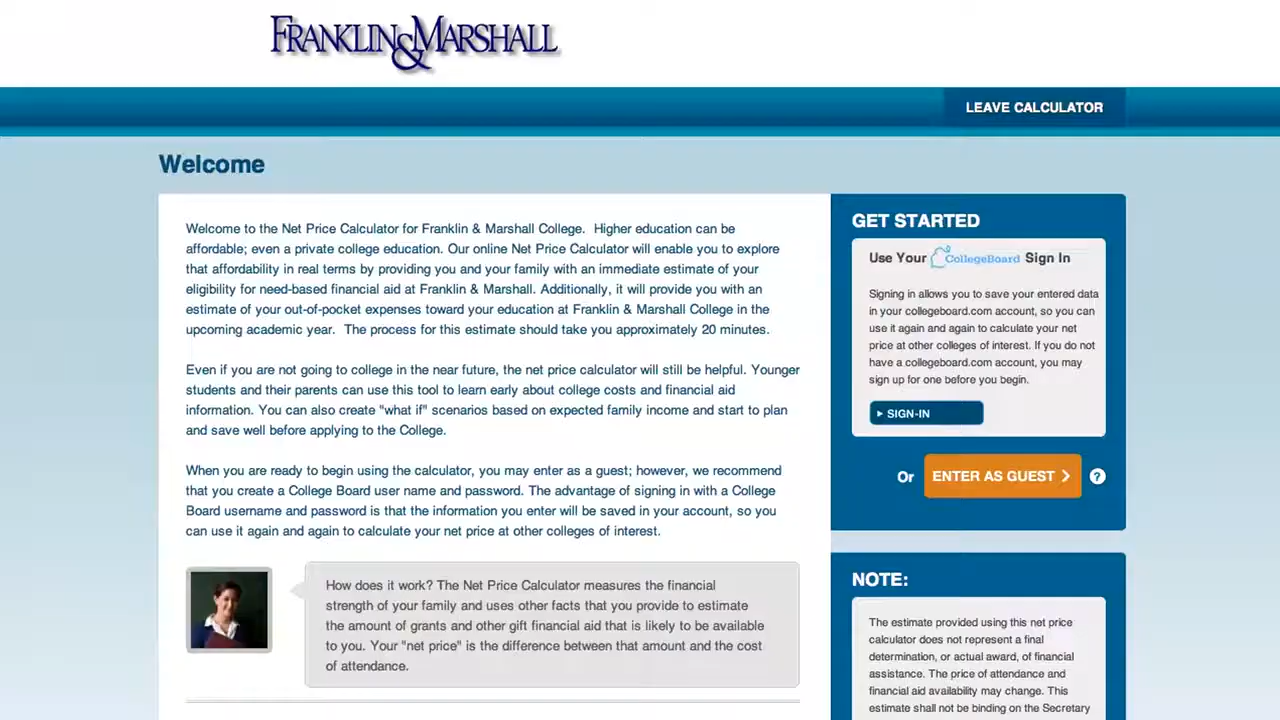 FRANKLIN & MARSHALL
LEAVE CALCULATOR
Welcome
Welcome to the Net Price Calculator for Franklin & Marshall College. Higher education can be
affordable; even a private college education. Our online Net Price Calculator will enable you to explore
that affordability in real terms by providing you and your family with an immediate estimate of your
eligibility for need-based financial aid at Franklin & Marshall. Additionally, it will provide you with an
estimate of your out-of-pocket expenses toward your education at Franklin & Marshall College in the
upcoming academic year. The process for this estimate should take you approximately 20 minutes.
Even if you are not going to college in the near future, the net price calculator will still be helpful. Younger
students and their parents can use this tool to learn early about college costs and financial aid
information. You can also create "what if" scenarios based on expected family income and start to plan
and save well before applying to the College.
When you are ready to begin using the calculator, you may enter as a guest; however, we recommend
that you create a College Board user name and password. The advantage of signing in with a College
Board username and password is that the information you enter will be saved in your account, so you
can use it again and again to calculate your net price at other colleges of interest.
How does it work? The Net Price Calculator measures the financial
strength of your family and uses other facts that you provide to estimate
the amount of grants and other gift financial aid that is likely to be available
to you. Your "net price" is the difference between that amount and the cost
of attendance.
GET STARTED
Use Your CollegeBoard Sign In
Signing in allows you to save your entered data
in your collegeboard.com account, so you can
use it again and again to calculate your net
price at other colleges of interest. If you do not
have a collegeboard.com account, you may
sign up for one before you begin.
SIGN-IN
Or ENTER AS GUEST ?
NOTE:
The estimate provided using this net price
calculator does not represent a final
determination, or actual award, of financial
assistance. The price of attendance and
financial aid availability may change. This
estimate shall not be binding on the Secretary